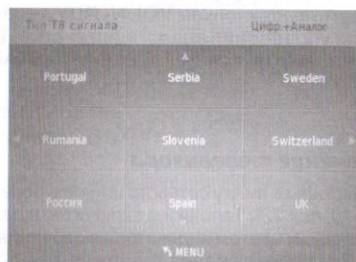 Тип ТВ сигнала Цифр.+Аналог
Portugal Serbia Sweden
Rumania Slovenia Switzerland
Россия Spain UK
MENU